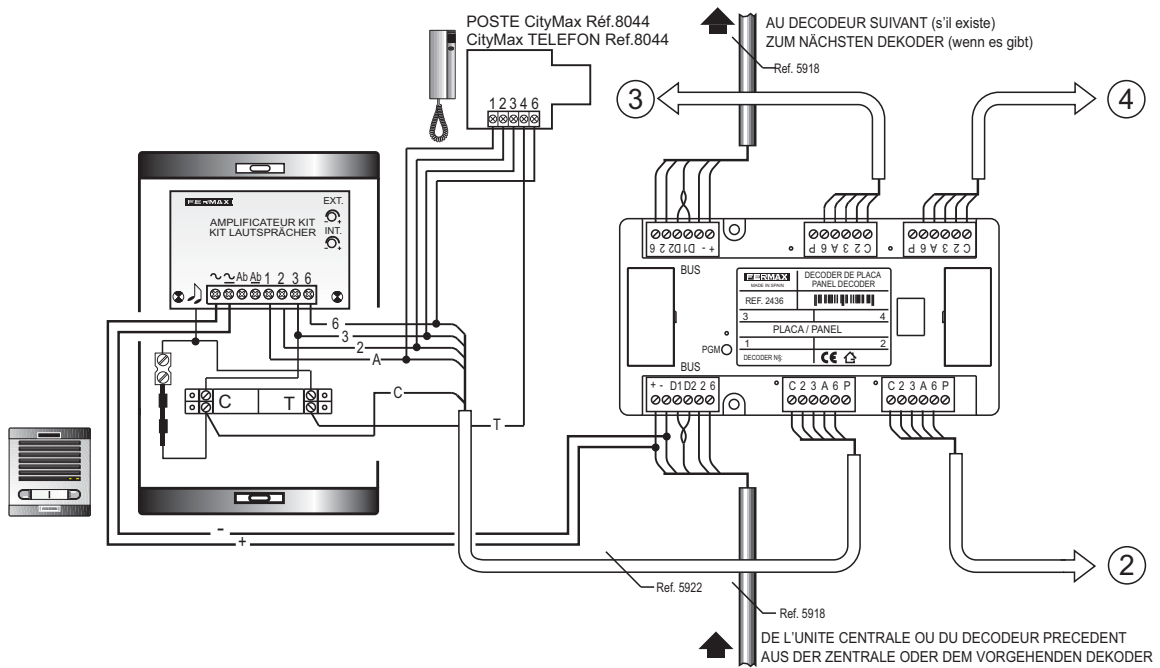 POSTE CityMax Réf.8044
CityMax TELEFON Ref.8044
1 2 3 4 6
AU DECODEUR SUIVANT (s'il existe)
ZUM NÄCHSTEN DEKODER (wenn es gibt)
Ref. 5918
3
4
FERMAX
AMPLIFICATEUR KIT
KIT LAUTSPRÄCHER
EXT.
- +
INT.
- +
Ab Ab 1 2 3 6
6
3
2
A
C
T
C T
-
+
6 2 D2 D1 - +
P 6 A 3 2 C
P 6 A 3 2 C
BUS
FERMAX
MADE IN SPAIN
DECODER DE PLACA
PANEL DECODER
REF. 2436
3 4
PLACA / PANEL
1 2
DECODER N§:
CE
PGM
BUS
+ - D1 D2 2 6
C 2 3 A 6 P
C 2 3 A 6 P
2
Ref. 5922
Ref. 5918
DE L'UNITE CENTRALE OU DU DECODEUR PRECEDENT
AUS DER ZENTRALE ODER DEM VORGEHENDEN DEKODER